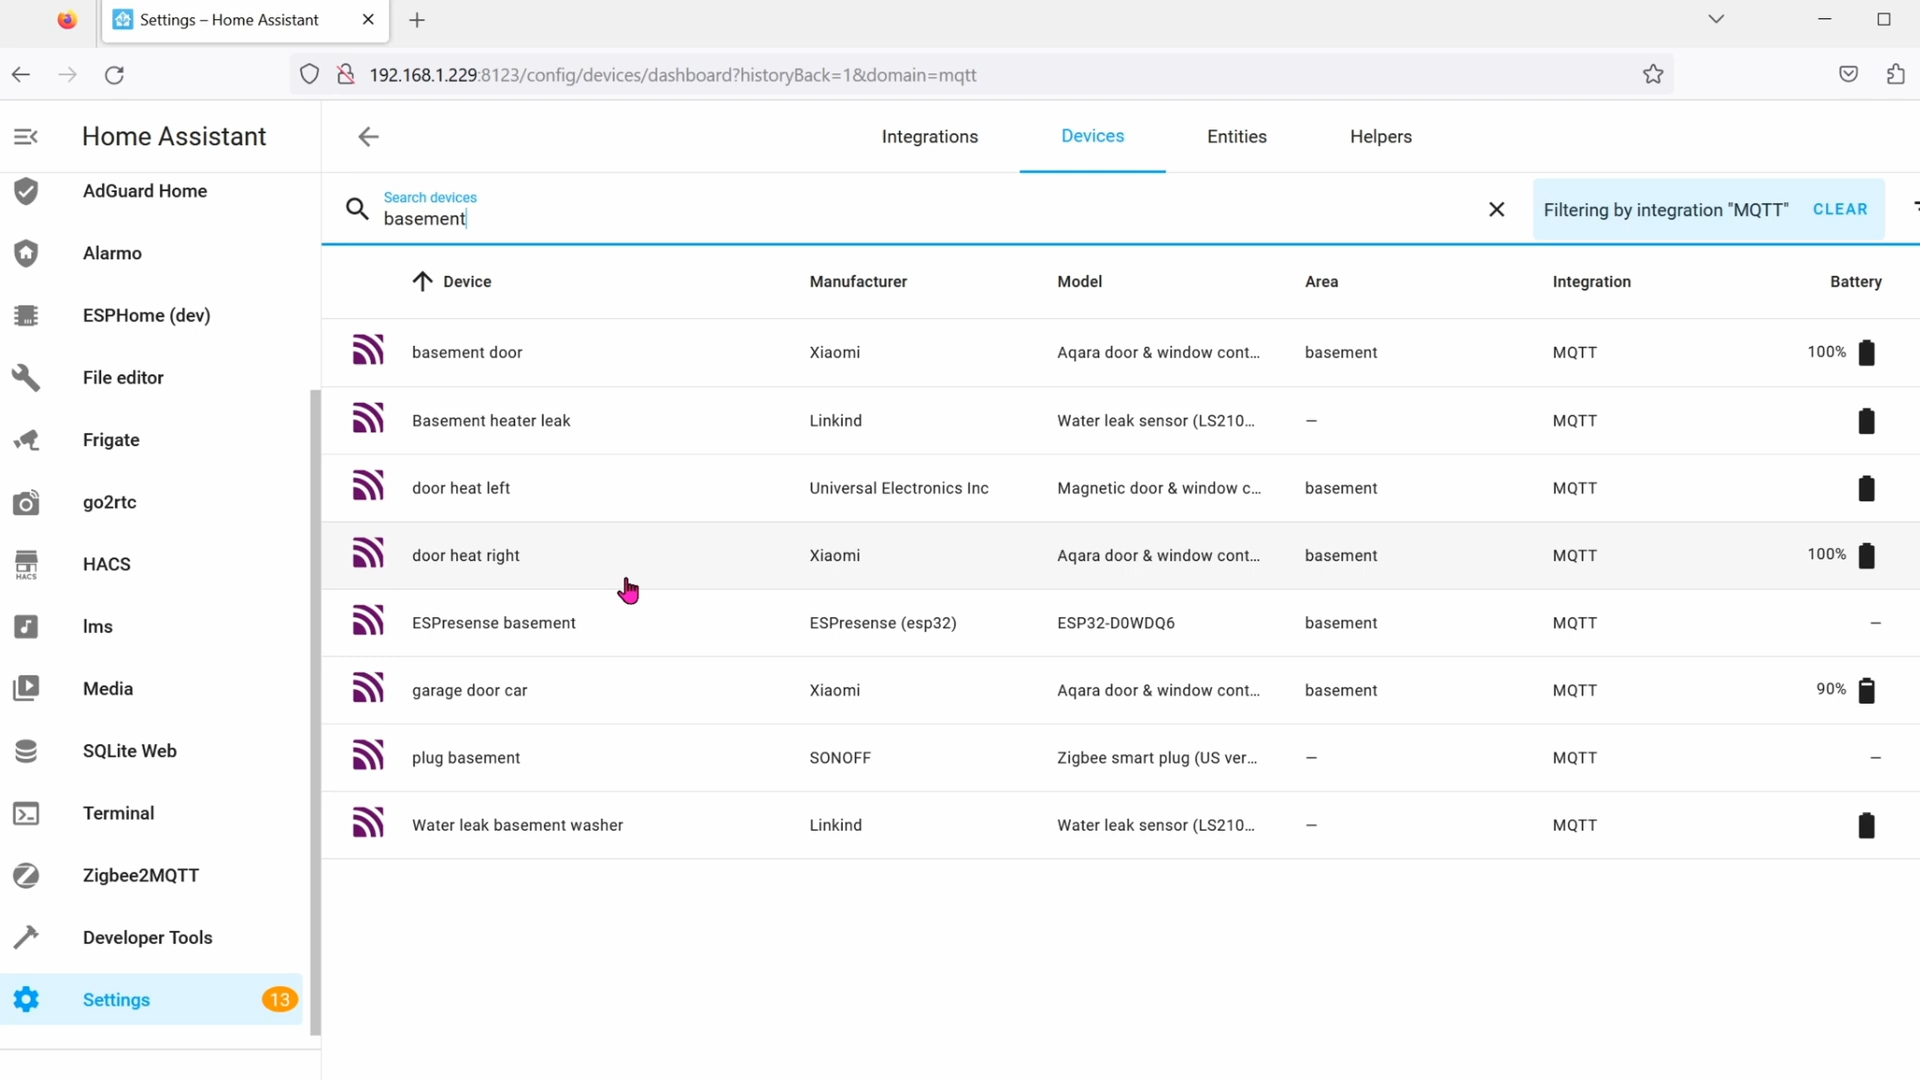 Settings – Home Assistant
192.168.1.229:8123/config/devices/dashboard?historyBack=1&domain=mqtt
Home Assistant
Integrations Devices Entities Helpers
AdGuard Home
Alarmo
ESPHome (dev)
File editor
Frigate
go2rtc
HACS
HACS
lms
Media
SQLite Web
Terminal
Zigbee2MQTT
Developer Tools
Settings 13
Search devices
basement
Filtering by integration "MQTT" CLEAR
Device Manufacturer Model Area Integration Battery
basement door Xiaomi Aqara door & window cont... basement MQTT 100%
Basement heater leak Linkind Water leak sensor (LS210... – MQTT
door heat left Universal Electronics Inc Magnetic door & window c... basement MQTT
door heat right Xiaomi Aqara door & window cont... basement MQTT 100%
ESPresense basement ESPresense (esp32) ESP32-D0WDQ6 basement MQTT –
garage door car Xiaomi Aqara door & window cont... basement MQTT 90%
plug basement SONOFF Zigbee smart plug (US ver... – MQTT –
Water leak basement washer Linkind Water leak sensor (LS210... – MQTT